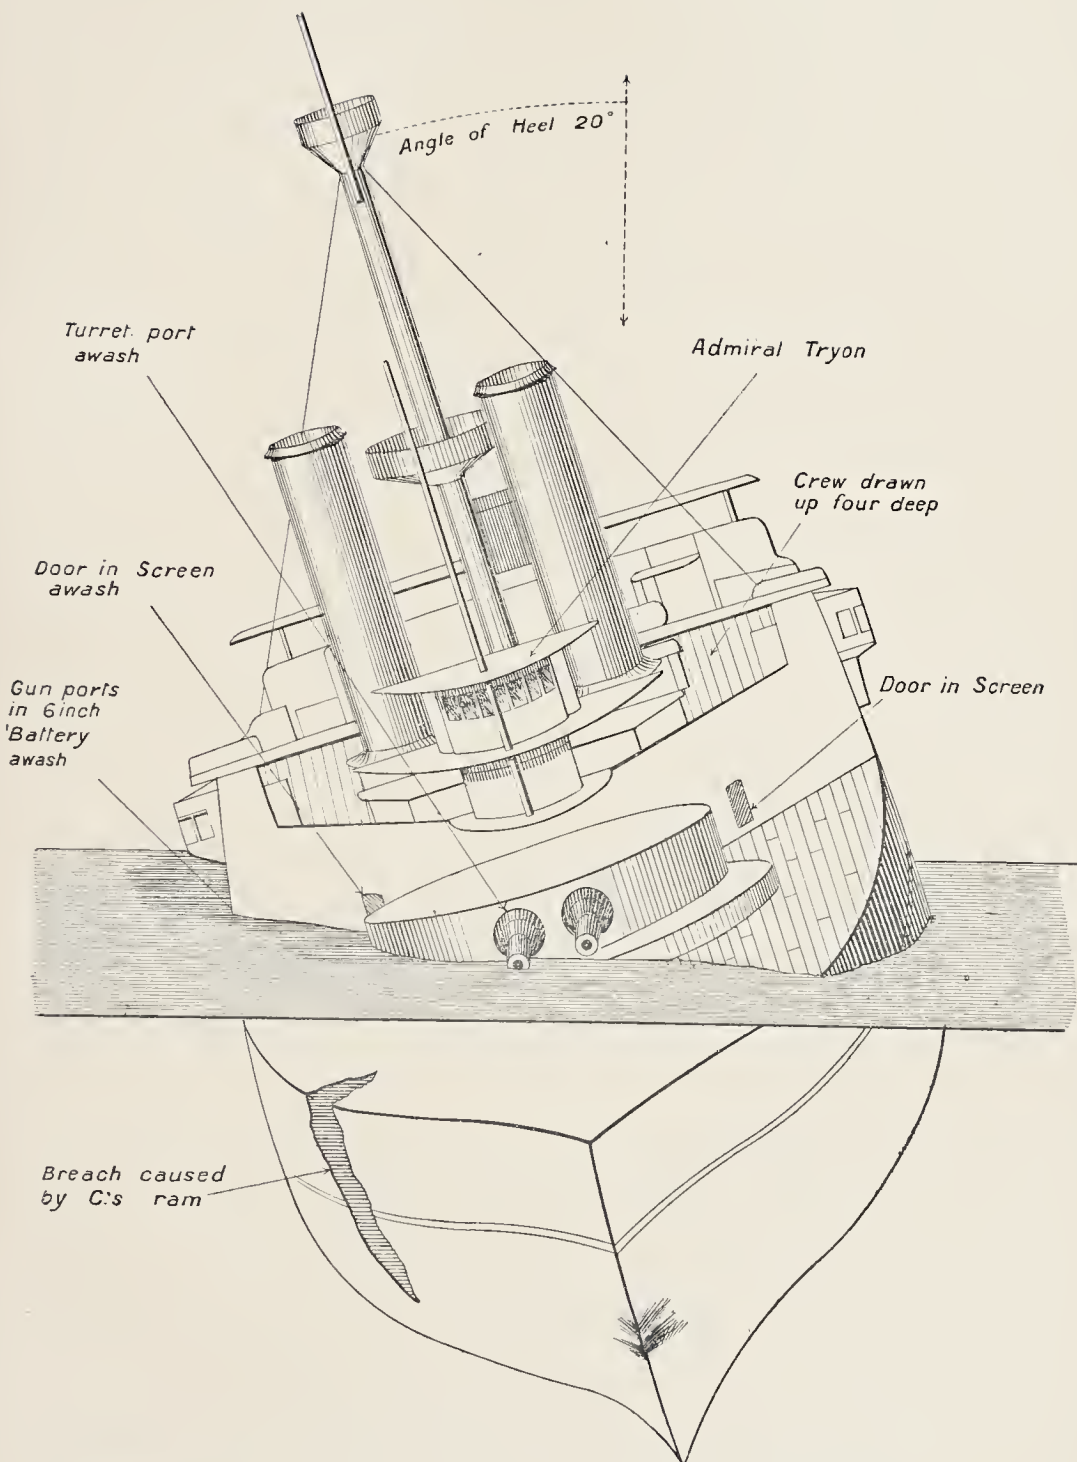 Angle of Heel 20°
Turret. port
awash
Admiral Tryon
Crew drawn
up four deep
Door in Screen
awash
Door in Screen
Gun ports
in 6inch
'Battery
awash
Breach caused
by C's ram